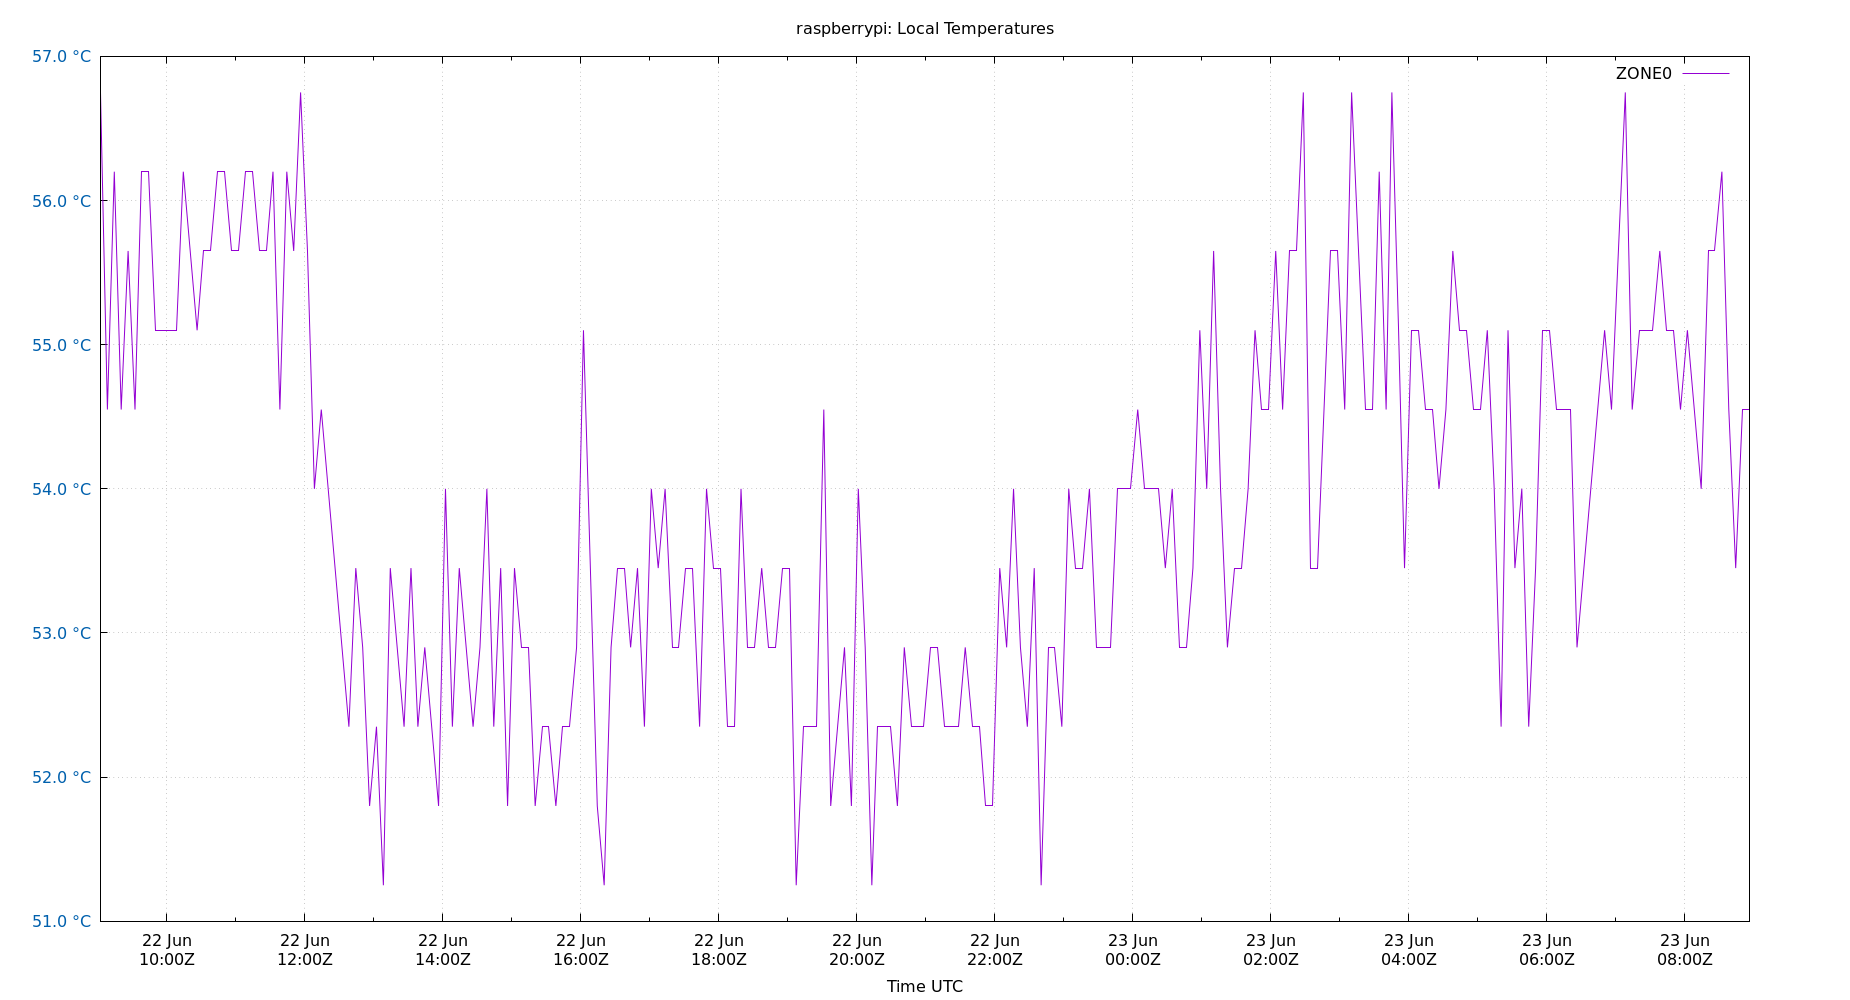 raspberrypi: Local Temperatures
57.0 °C
ZONE0
56.0 °C
55.0 °C
54.0 °C
53.0 °C
52.0 °C
51.0 °C
22 Jun 22 Jun 22 Jun 22 Jun 22 Jun 22 Jun 22 Jun 23 Jun 23 Jun 23 Jun 23 Jun 23 Jun
10:00Z 12:00Z 14:00Z 16:00Z 18:00Z 20:00Z 22:00Z 00:00Z 02:00Z 04:00Z 06:00Z 08:00Z
Time UTC